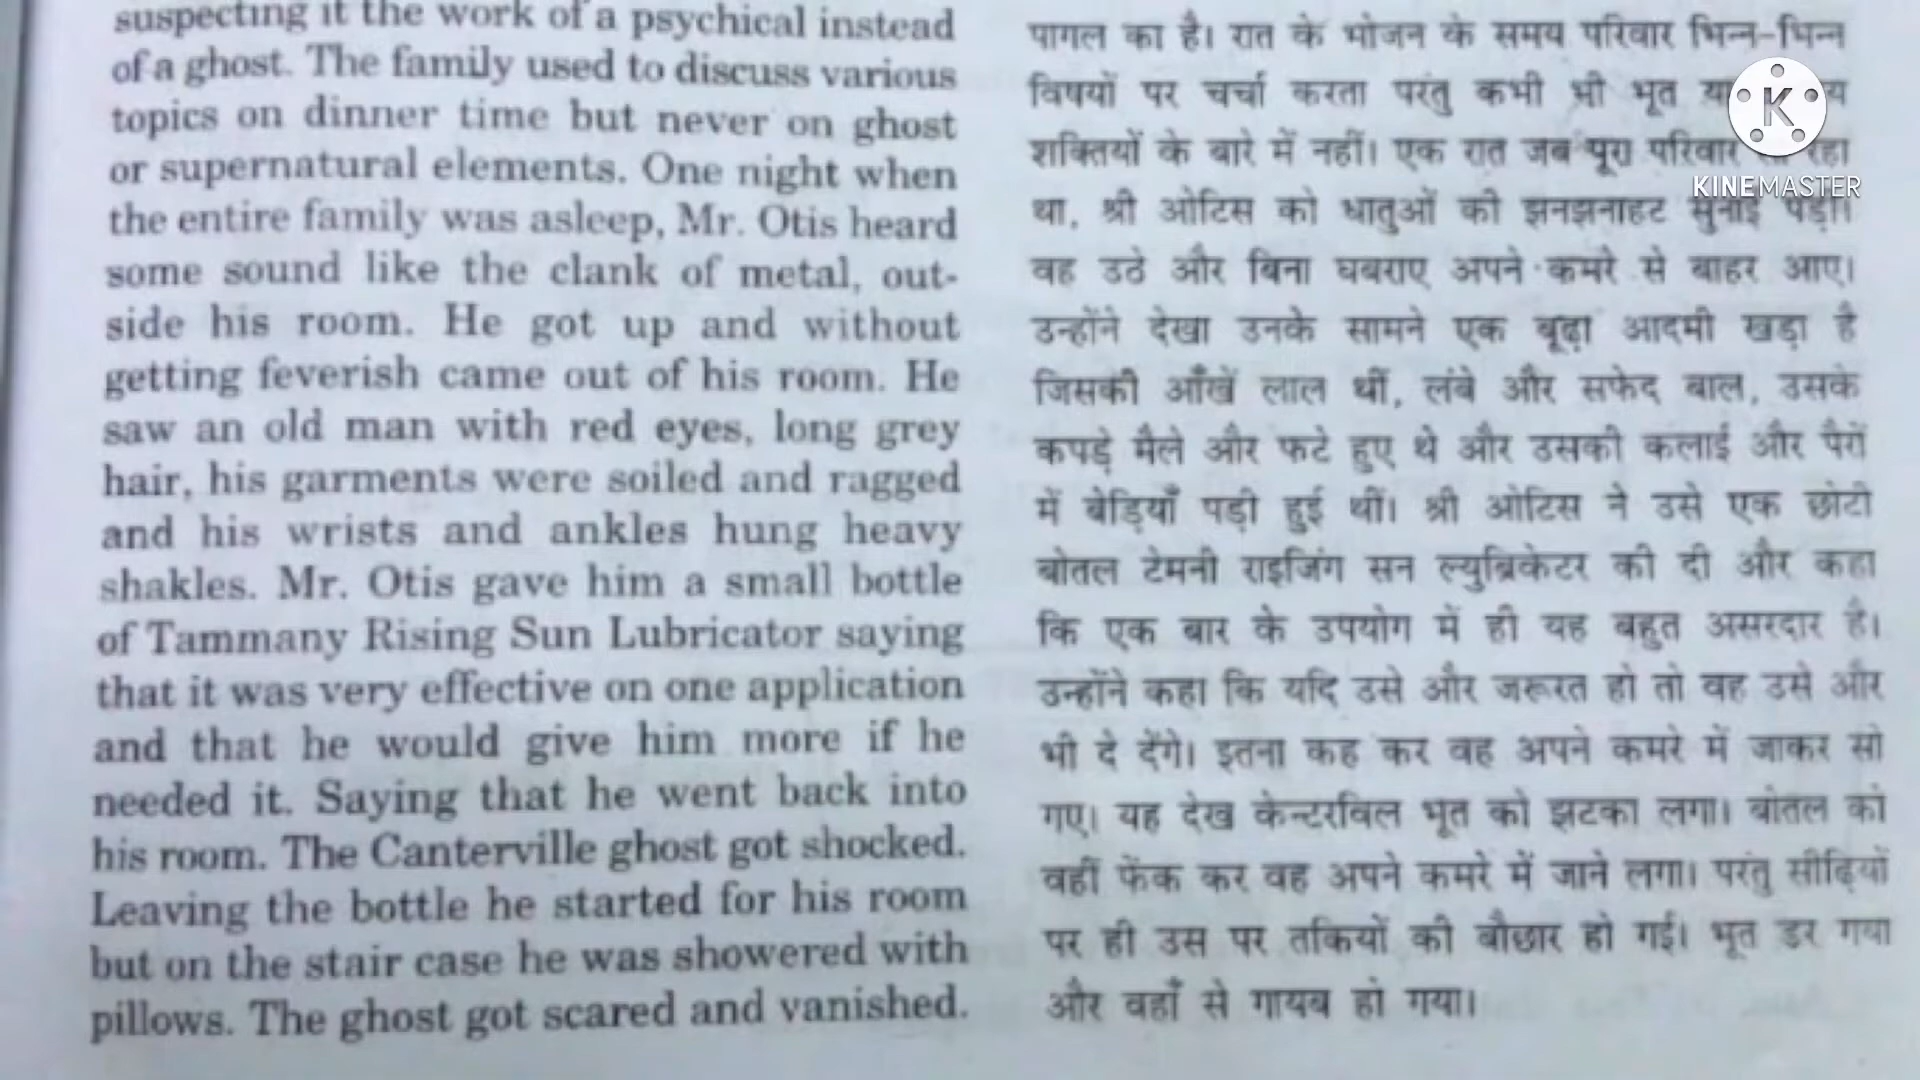 suspecting it the work of a psychical instead
of a ghost. The family used to discuss various
topics on dinner time but never on ghost
or supernatural elements. One night when
the entire family was asleep, Mr. Otis heard
some sound like the clank of metal, out-
side his room. He got up and without
getting feverish came out of his room. He
saw an old man with red eyes, long grey
hair, his garments were soiled and ragged
and his wrists and ankles hung heavy
shakles. Mr. Otis gave him a small bottle
of Tammany Rising Sun Lubricator saying
that it was very effective on one application
and that he would give him more if he
needed it. Saying that he went back into
his room. The Canterville ghost got shocked.
Leaving the bottle he started for his room
but on the stair case he was showered with
pillows. The ghost got scared and vanished.
पागल का है। रात के भोजन के समय परिवार भिन्न-भिन्न
विषयों पर चर्चा करता परंतु कभी भी भूत
शक्तियों के बारे में नहीं। एक रात जब पूरा परिवार रहा
था, श्री ओटिस को धातुओं की झनझनाहट सुनाई पड़ी।
वह उठे और बिना घबराए अपने कमरे से बाहर आए।
उन्होंने देखा उनके सामने एक बूढ़ा आदमी खड़ा है
जिसकी आँखें लाल थीं, लंबे और सफेद बाल, उसके
कपड़े मैले और फटे हुए थे और उसकी कलाई और पैरों
में बेड़ियाँ पड़ी हुई थीं। श्री ओटिस ने उसे एक छोटी
बोतल टेमनी राइजिंग सन ल्युब्रिकेटर की दी और कहा
कि एक बार के उपयोग में ही यह बहुत असरदार है।
उन्होंने कहा कि यदि उसे और जरूरत हो तो वह उसे और
भी दे देंगे। इतना कह कर वह अपने कमरे में जाकर सो
गए। यह देख केन्टरविल भूत को झटका लगा। बोतल को
वहीं फेंक कर वह अपने कमरे में जाने लगा। परंतु सीढ़ियों
पर ही उस पर तकियों की बौछार हो गई। भूत डर गया
और वहाँ से गायब हो गया।
K
KINEMASTER